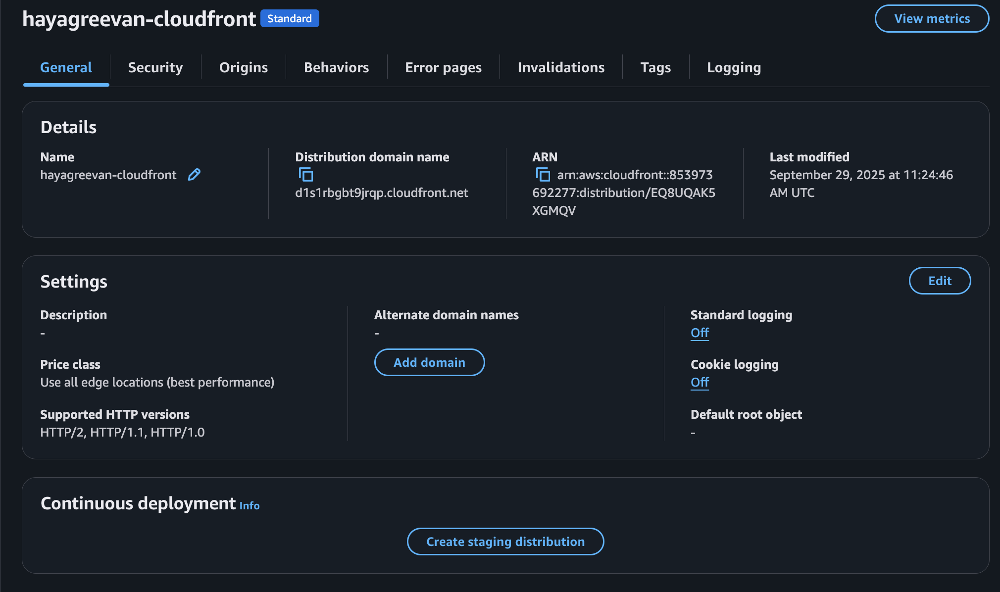 hayagreevan-cloudfront Standard View metrics
General Security Origins Behaviors Error pages Invalidations Tags Logging
Details
Name
hayagreevan-cloudfront
Distribution domain name
d1s1rbgbt9jrqp.cloudfront.net
ARN
arn:aws:cloudfront::853973
692277:distribution/EQ8UQAK5
XGMQV
Last modified
September 29, 2025 at 11:24:46
AM UTC
Settings Edit
Description
-
Price class
Use all edge locations (best performance)
Supported HTTP versions
HTTP/2, HTTP/1.1, HTTP/1.0
Alternate domain names
-
Add domain
Standard logging
Off
Cookie logging
Off
Default root object
-
Continuous deployment Info
Create staging distribution